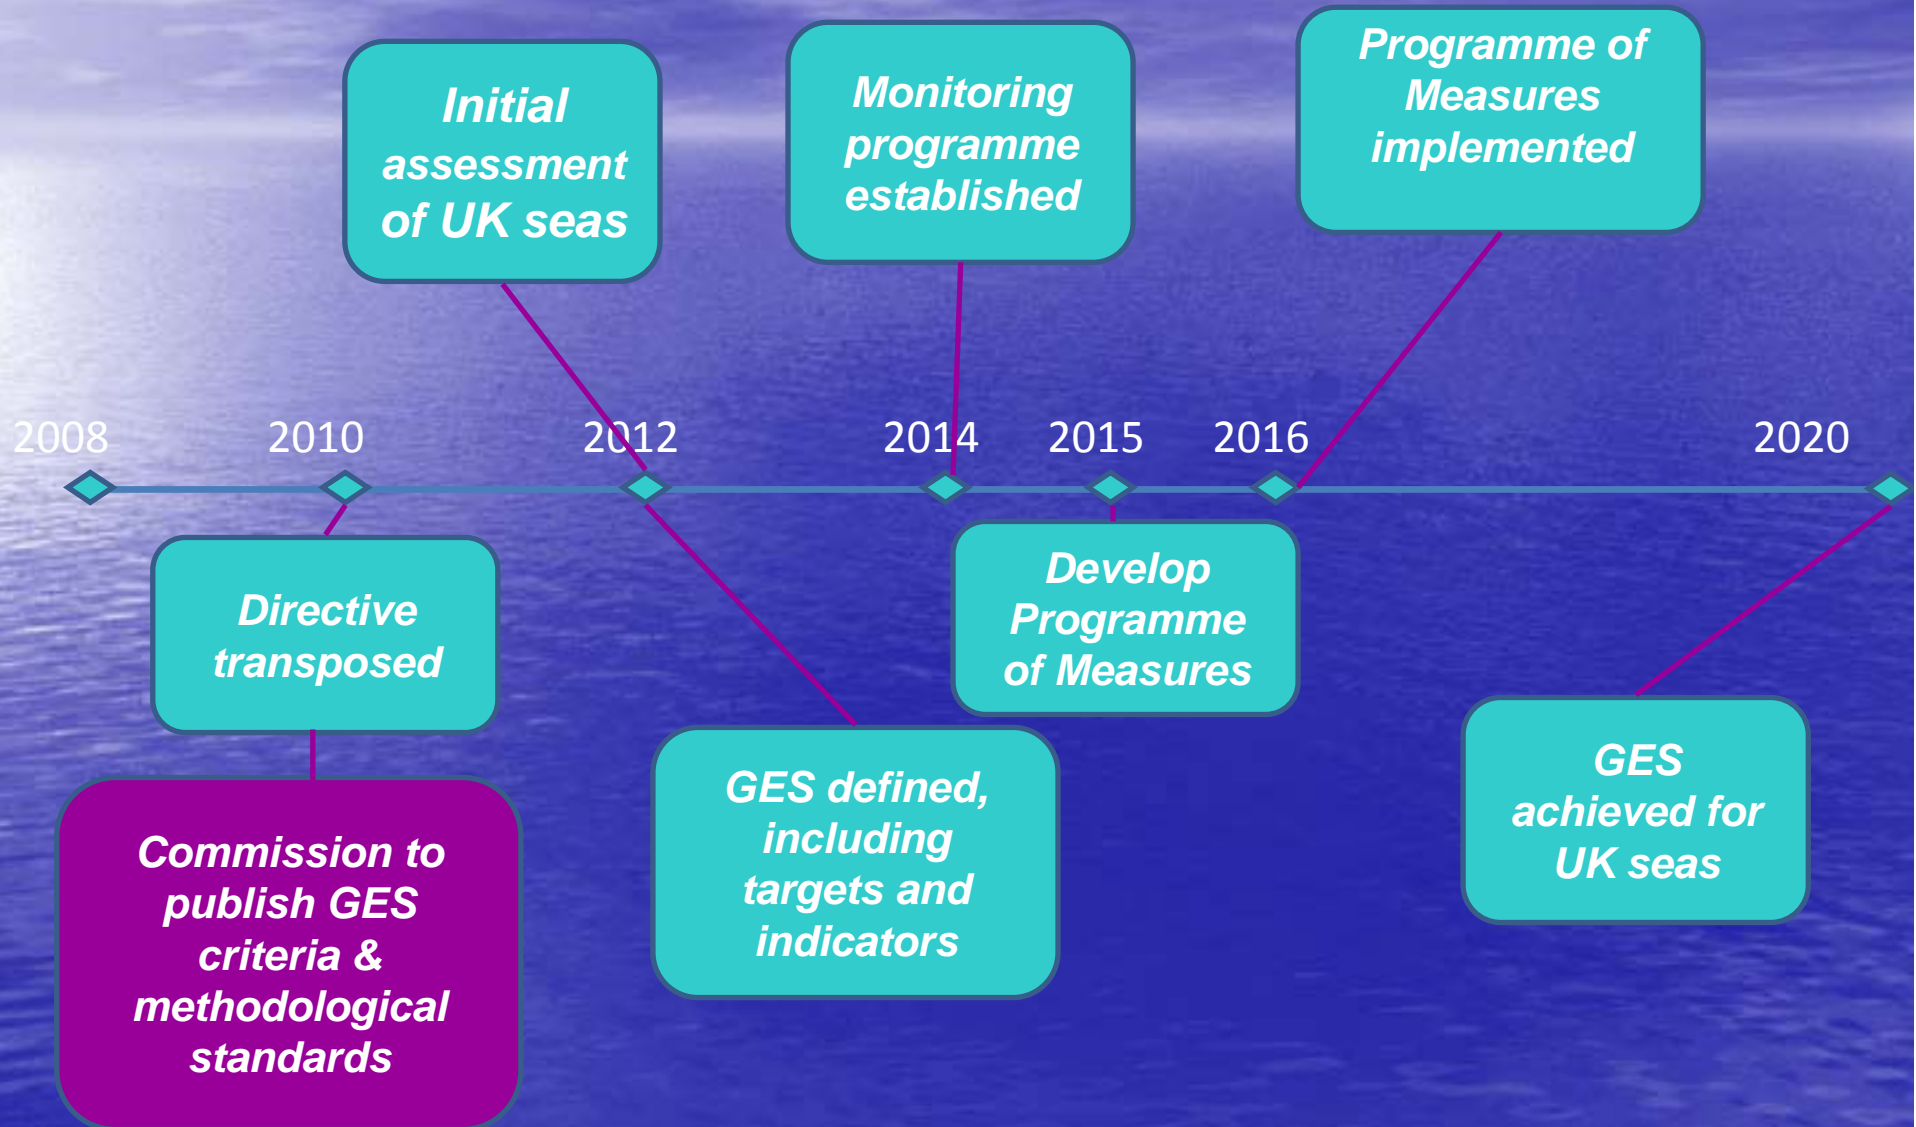 Initial
assessment
of UK seas
Monitoring
programme
established
Programme of
Measures
implemented
2008
2010
2012
2014
2015
2016
2020
Directive
transposed
Develop
Programme
of Measures
Commission to
publish GES
criteria &
methodological
standards
GES defined,
including
targets and
indicators
GES
achieved for
UK seas